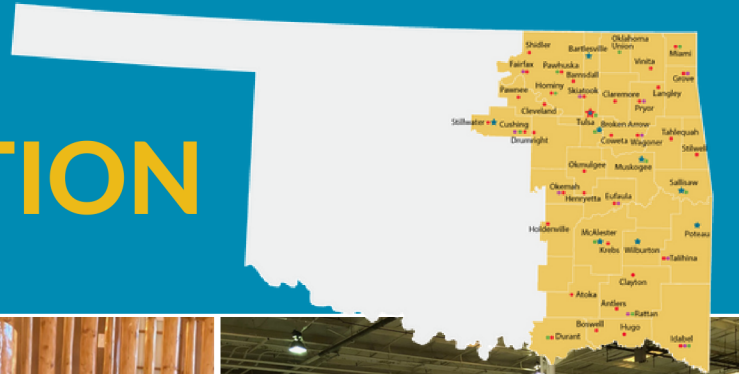 TION
Shidler
Bartlesville
Oklahoma
Union
Miami
Fairfax
Pawhuska
Vinita
Barnsdall
Grove
Pawnee
Hominy
Skiatook
Claremore
Langley
Cleveland
Pryor
Stillwater
Cushing
Tulsa
Broken Arrow
Drumright
Coweta
Wagoner
Tahlequah
Stilwell
Okmulgee
Muskogee
Okemah
Henryetta
Eufaula
Sallisaw
Holdenville
McAlester
Krebs
Wilburton
Poteau
Talihina
Clayton
Atoka
Antlers
Rattan
Boswell
Hugo
Durant
Idabel